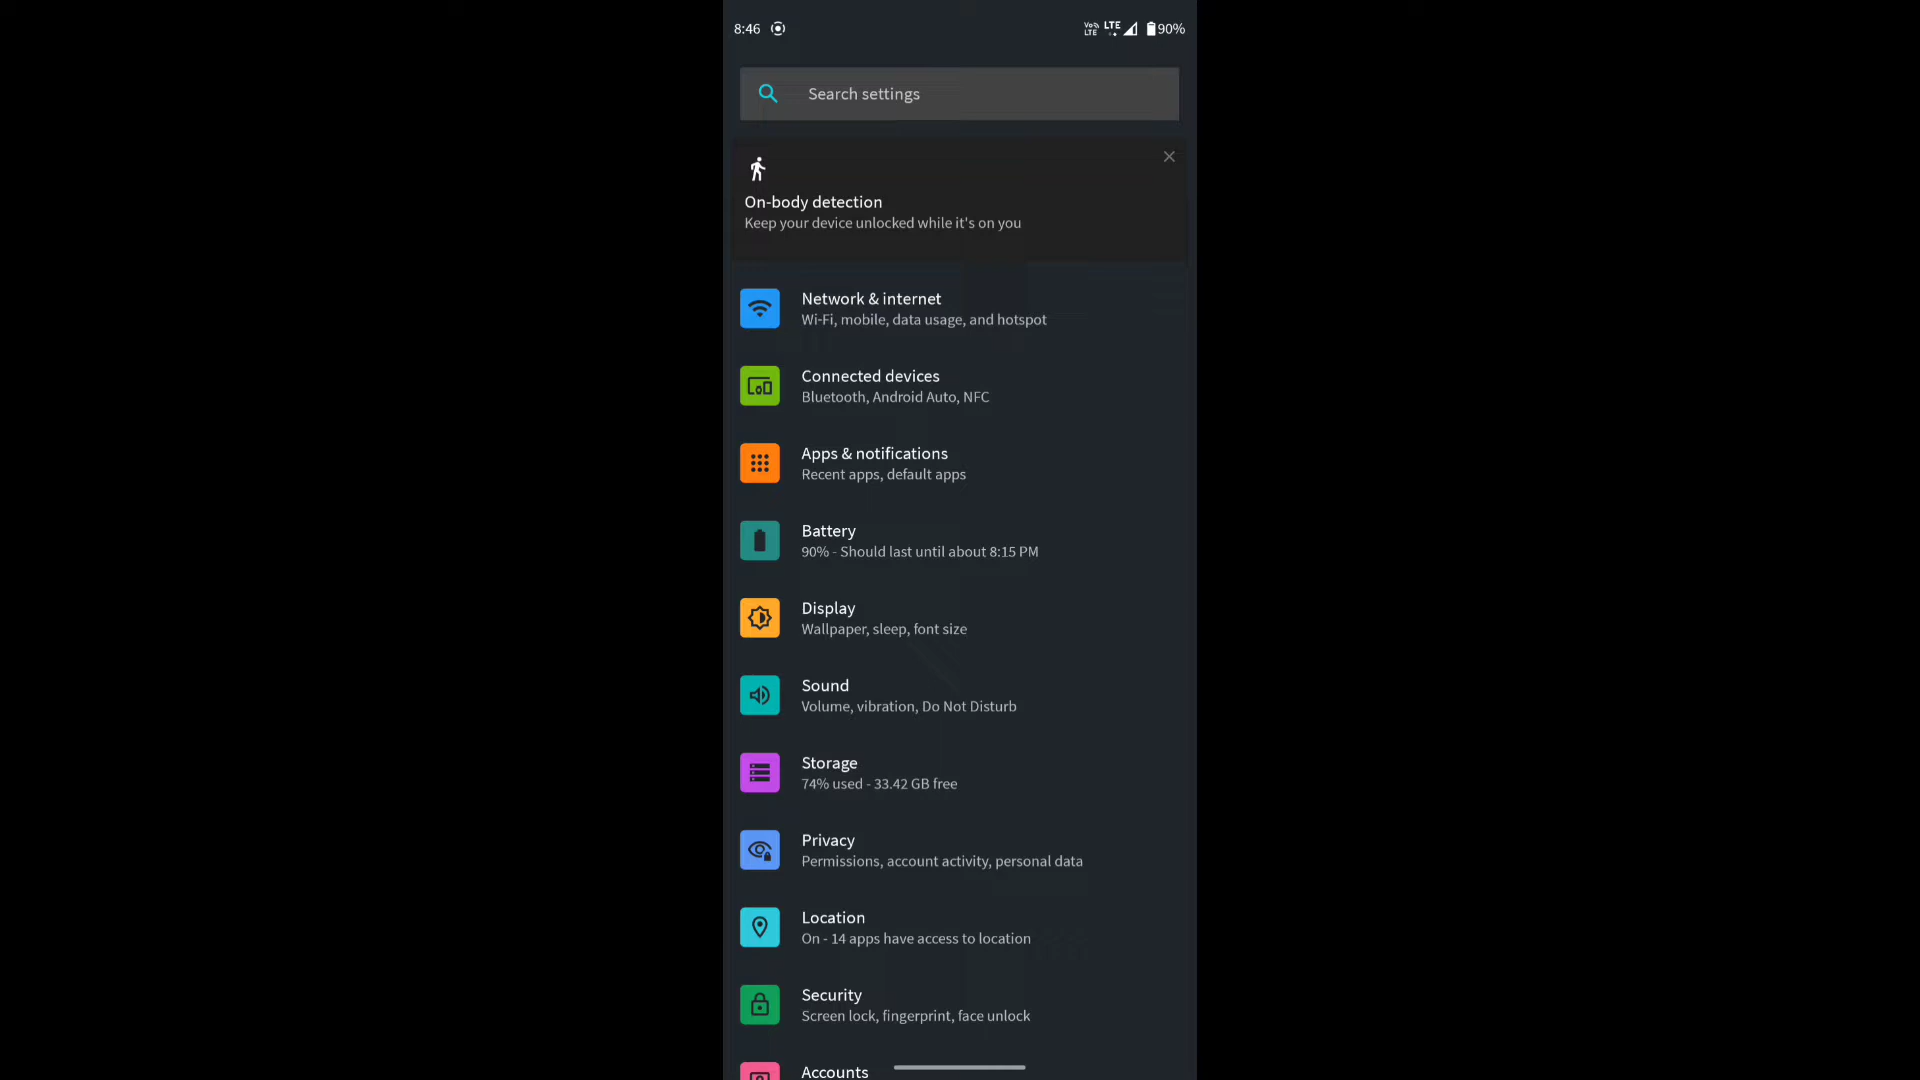 8:46
Vo LTE LTE 90%
Search settings
On-body detection
Keep your device unlocked while it's on you
Network & internet
Wi-Fi, mobile, data usage, and hotspot
Connected devices
Bluetooth, Android Auto, NFC
Apps & notifications
Recent apps, default apps
Battery
90% - Should last until about 8:15 PM
Display
Wallpaper, sleep, font size
Sound
Volume, vibration, Do Not Disturb
Storage
74% used - 33.42 GB free
Privacy
Permissions, account activity, personal data
Location
On - 14 apps have access to location
Security
Screen lock, fingerprint, face unlock
Accounts